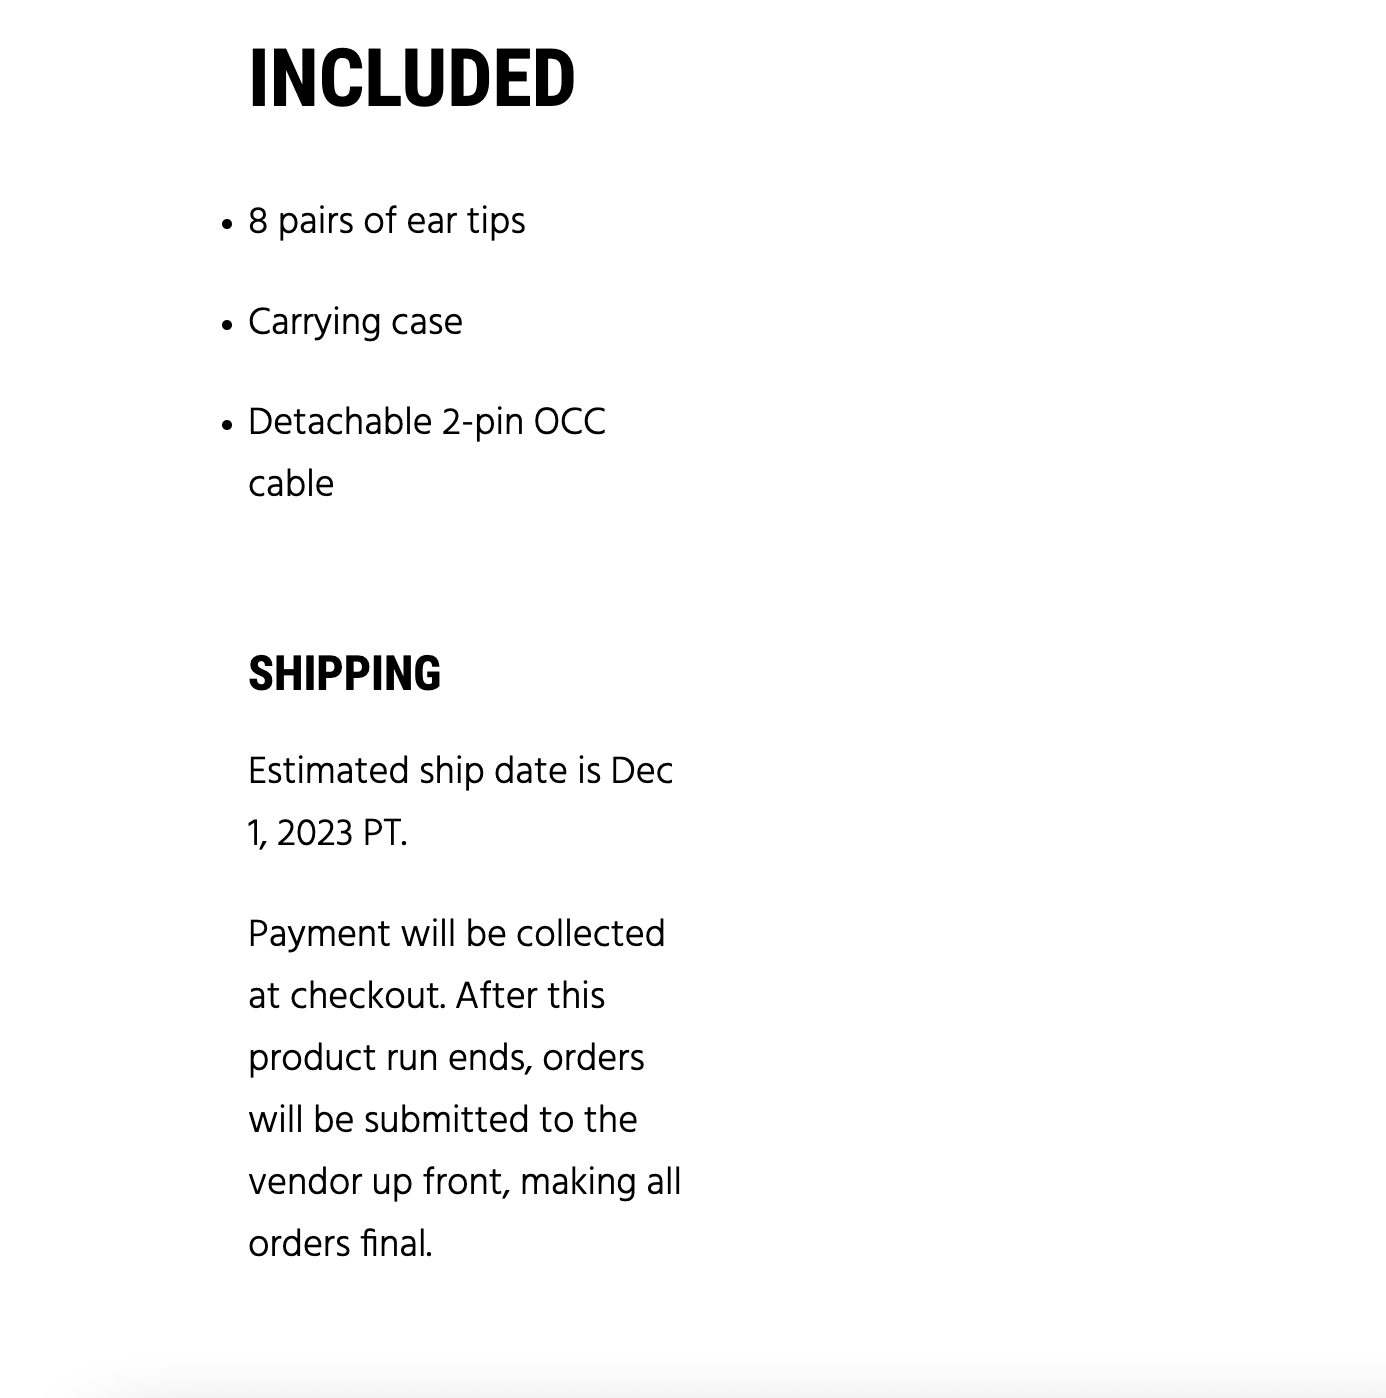 INCLUDED
• 8 pairs of ear tips
• Carrying case
• Detachable 2-pin OCC
cable
SHIPPING
Estimated ship date is Dec
1, 2023 PT.
Payment will be collected
at checkout. After this
product run ends, orders
will be submitted to the
vendor up front, making all
orders final.